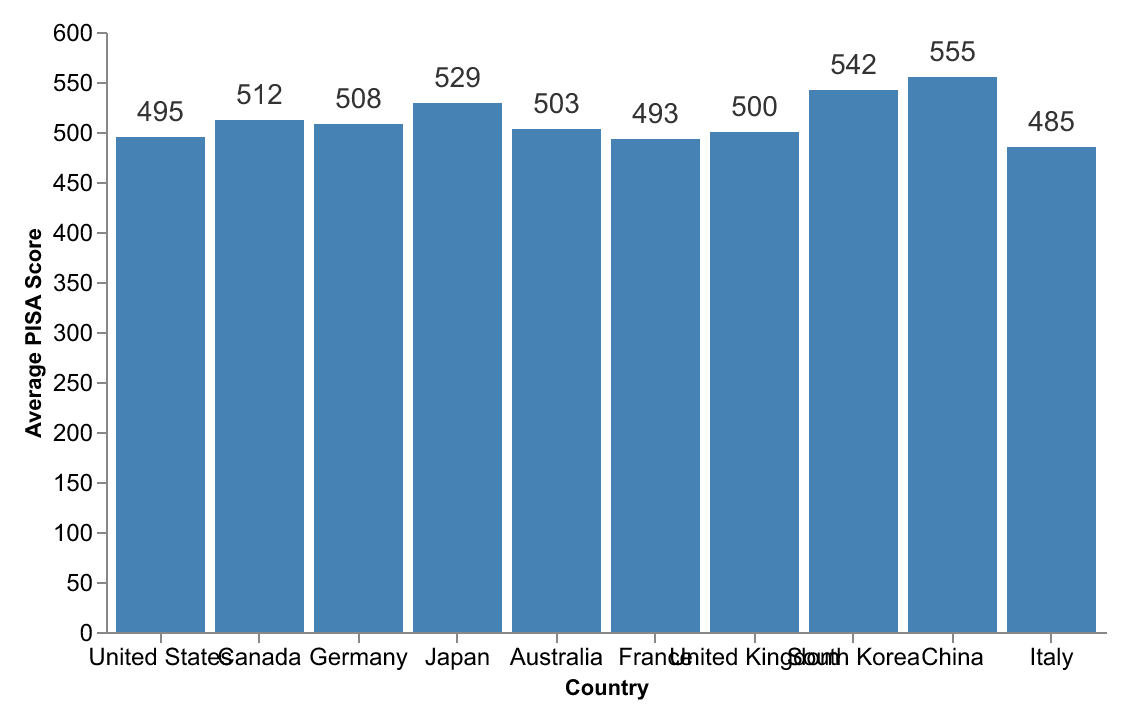 600
550
500
450
400
350
300
250
200
150
100
50
0
Average PISA Score
495
512
508
529
503
493
500
542
555
485
United States
Canada
Germany
Japan
Australia
France
United Kingdom
South Korea
China
Italy
Country